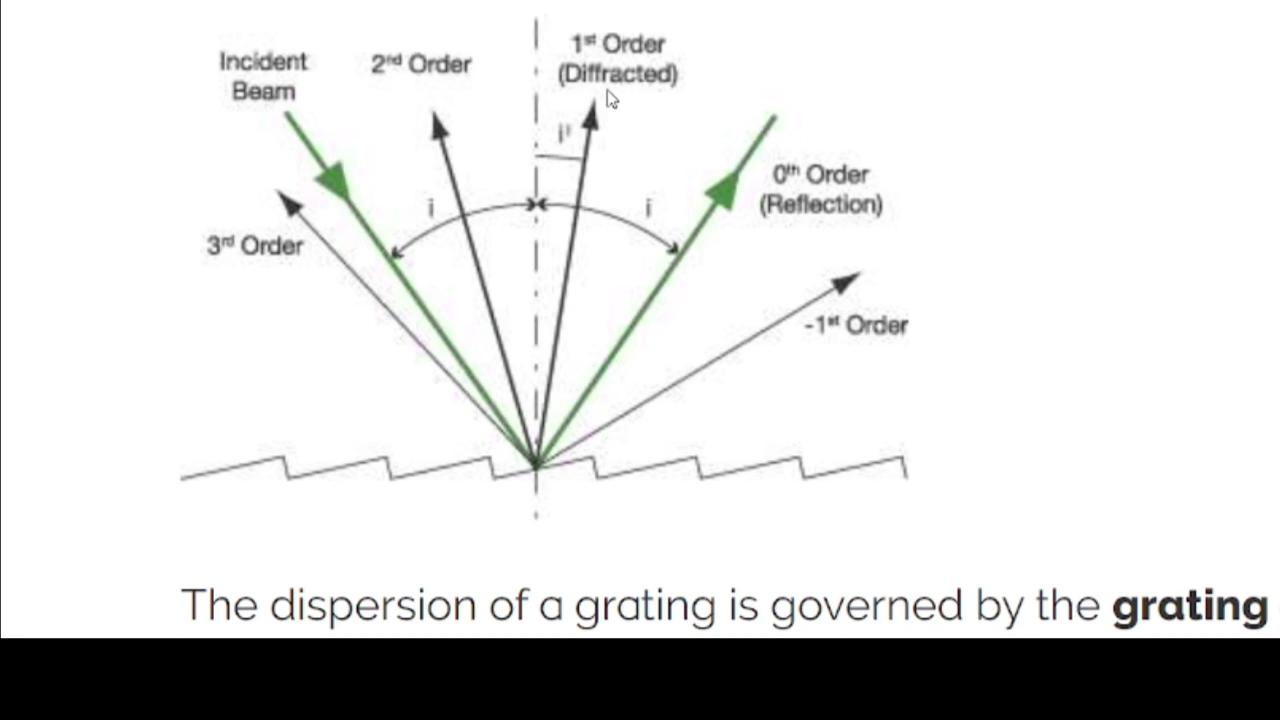 Incident
Beam
2nd Order
1st Order
(Diffracted)
i'
i
i
0th Order
(Reflection)
3rd Order
-1st Order
The dispersion of a grating is governed by the grating